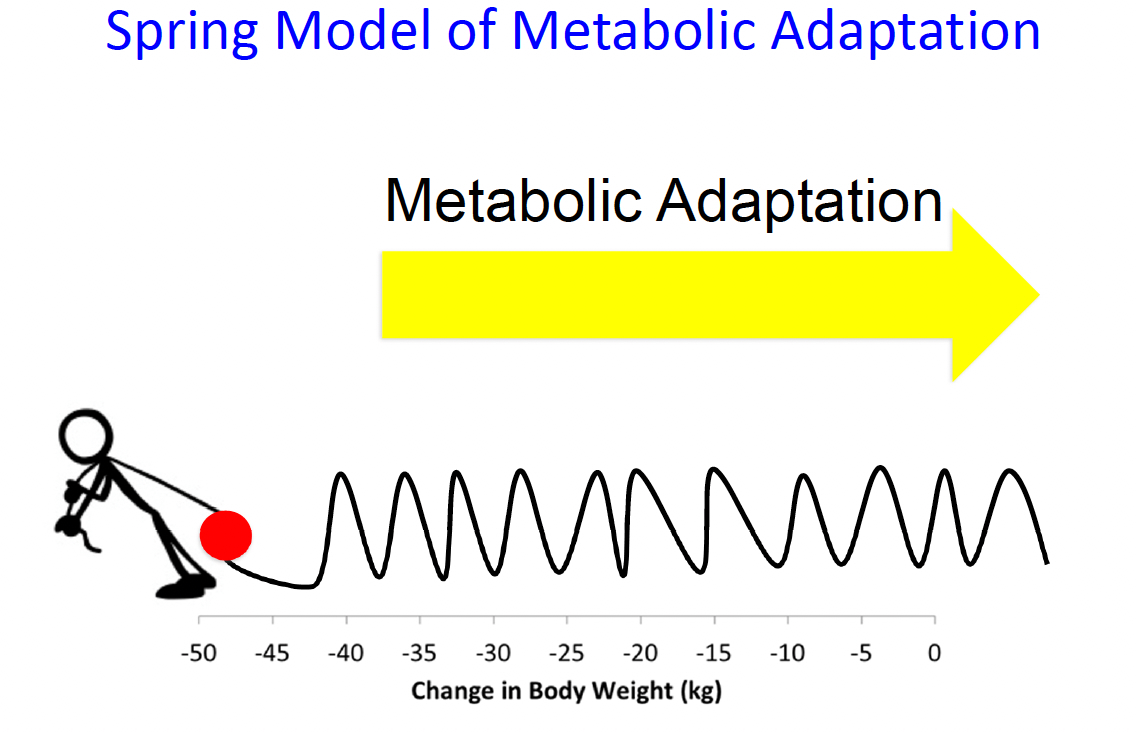 Spring Model of Metabolic Adaptation
Metabolic Adaptation
-50 -45 -40 -35 -30 -25 -20 -15 -10 -5 0
Change in Body Weight (kg)